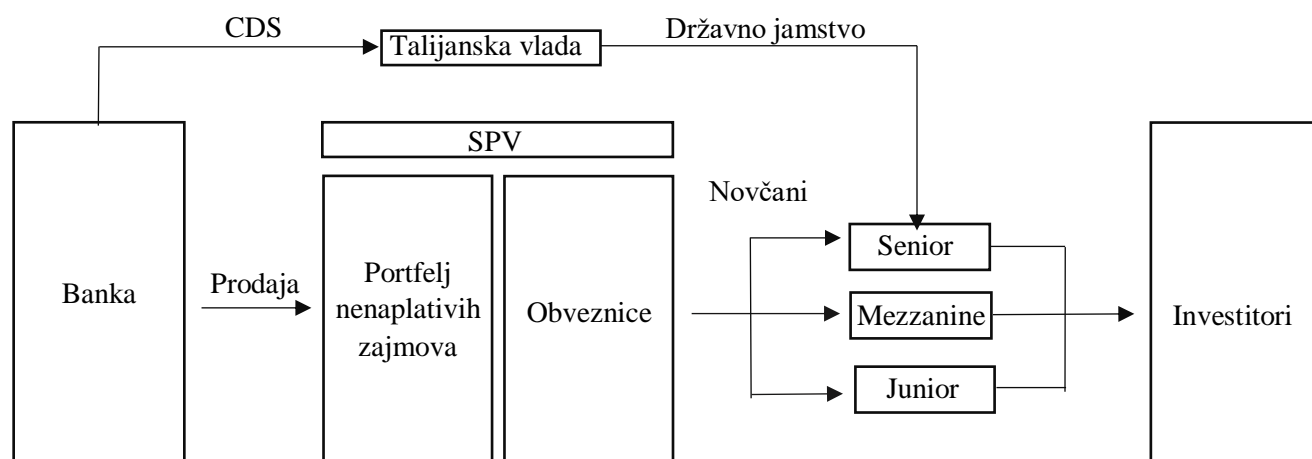 CDS
Talijanska vlada
Državno jamstvo
SPV
Banka
Prodaja
Portfelj
nenaplativih
zajmova
Obveznice
Novčani
Senior
Mezzanine
Junior
Investitori